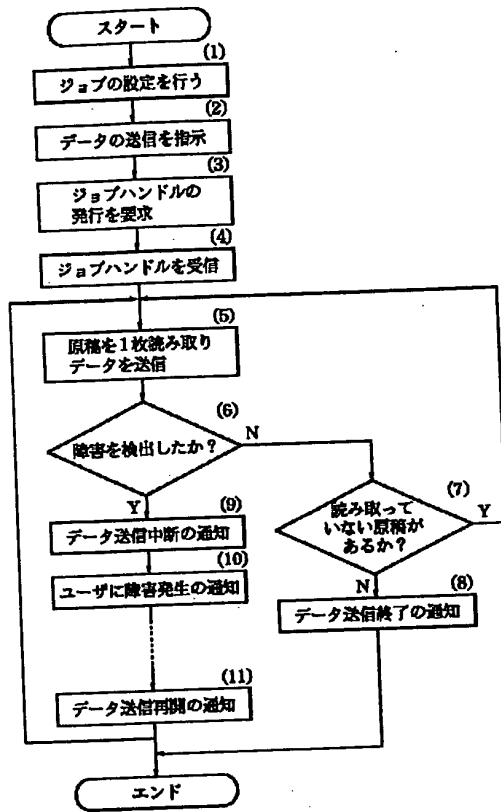 スタート
(1)
ジョブの設定を行う
(2)
データの送信を指示
(3)
ジョブハンドルの
発行を要求
(4)
ジョブハンドルを受信
(5)
原稿を1枚読み取り
データを送信
(6)
障害を検出したか？
N
Y
(7)
読み取って
いない原稿が
あるか？
Y
N
(8)
データ送信終了の通知
(9)
データ送信中断の通知
(10)
ユーザに障害発生の通知
(11)
データ送信再開の通知
エンド